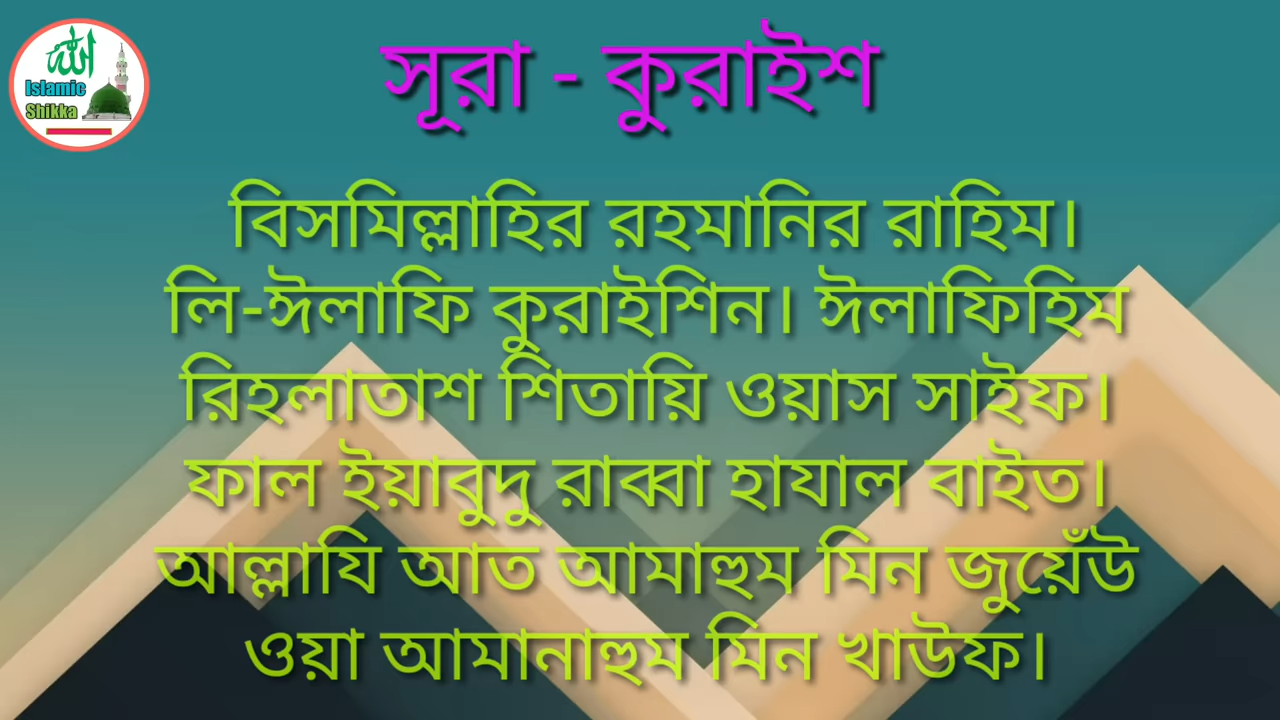 الله
Islamic
Shikka
সূরা - কুরাইশ
বিসমিল্লাহির রহমানির রাহিম।
লি-ঈলাফি কুরাইশিন। ঈলাফিহিম
রিহলাতাশ শিতায়ি ওয়াস সাইফ।
ফাল ইয়াবুদু রাব্বা হাযাল বাইত।
আল্লাযি আত আমাহুম মিন জুয়েঁউ
ওয়া আমানাহুম মিন খাউফ।